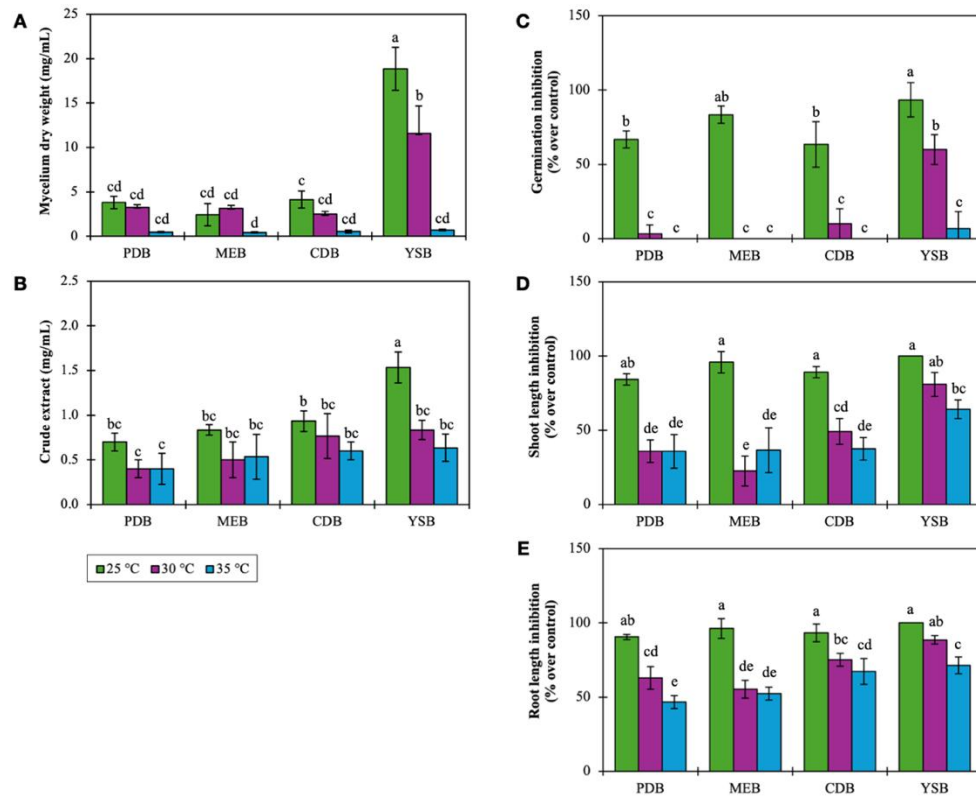 A
Mycelium dry weight (mg/mL)
25
20
15
10
5
0
cd cd cd
cd cd d
c cd cd
a b cd
PDB MEB CDB YSB
B
Crude extract (mg/mL)
2.5
2.0
1.5
1.0
0.5
0.0
bc c c
bc bc bc
b bc bc
a bc bc
PDB MEB CDB YSB
25 °C 30 °C 35 °C
C
Germination inhibition
(% over control)
150
100
50
0
b c c
ab c c
b c c
a b c
PDB MEB CDB YSB
D
Shoot length inhibition
(% over control)
150
100
50
0
ab de de
a e de
a cd de
a ab bc
PDB MEB CDB YSB
E
Root length inhibition
(% over control)
150
100
50
0
ab cd e
a de de
a bc cd
a ab c
PDB MEB CDB YSB